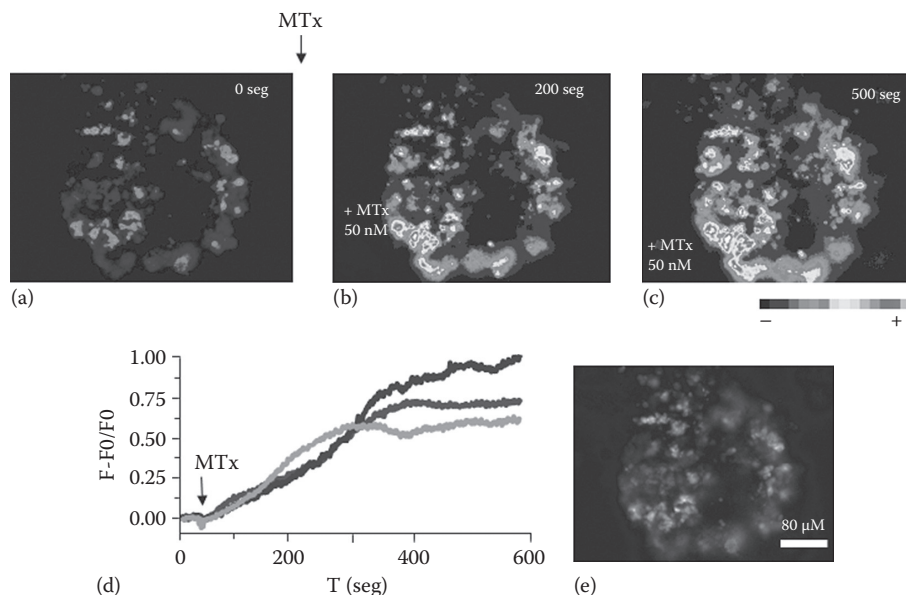 MTx
0 seg
200 seg
500 seg
+ MTx
50 nM
+ MTx
50 nM
(a)
(b)
(c)
− +
1.00
0.75
0.50
0.25
0.00
F-F0/F0
MTx
0 200 400 600
T (seg)
(d)
80 µM
(e)